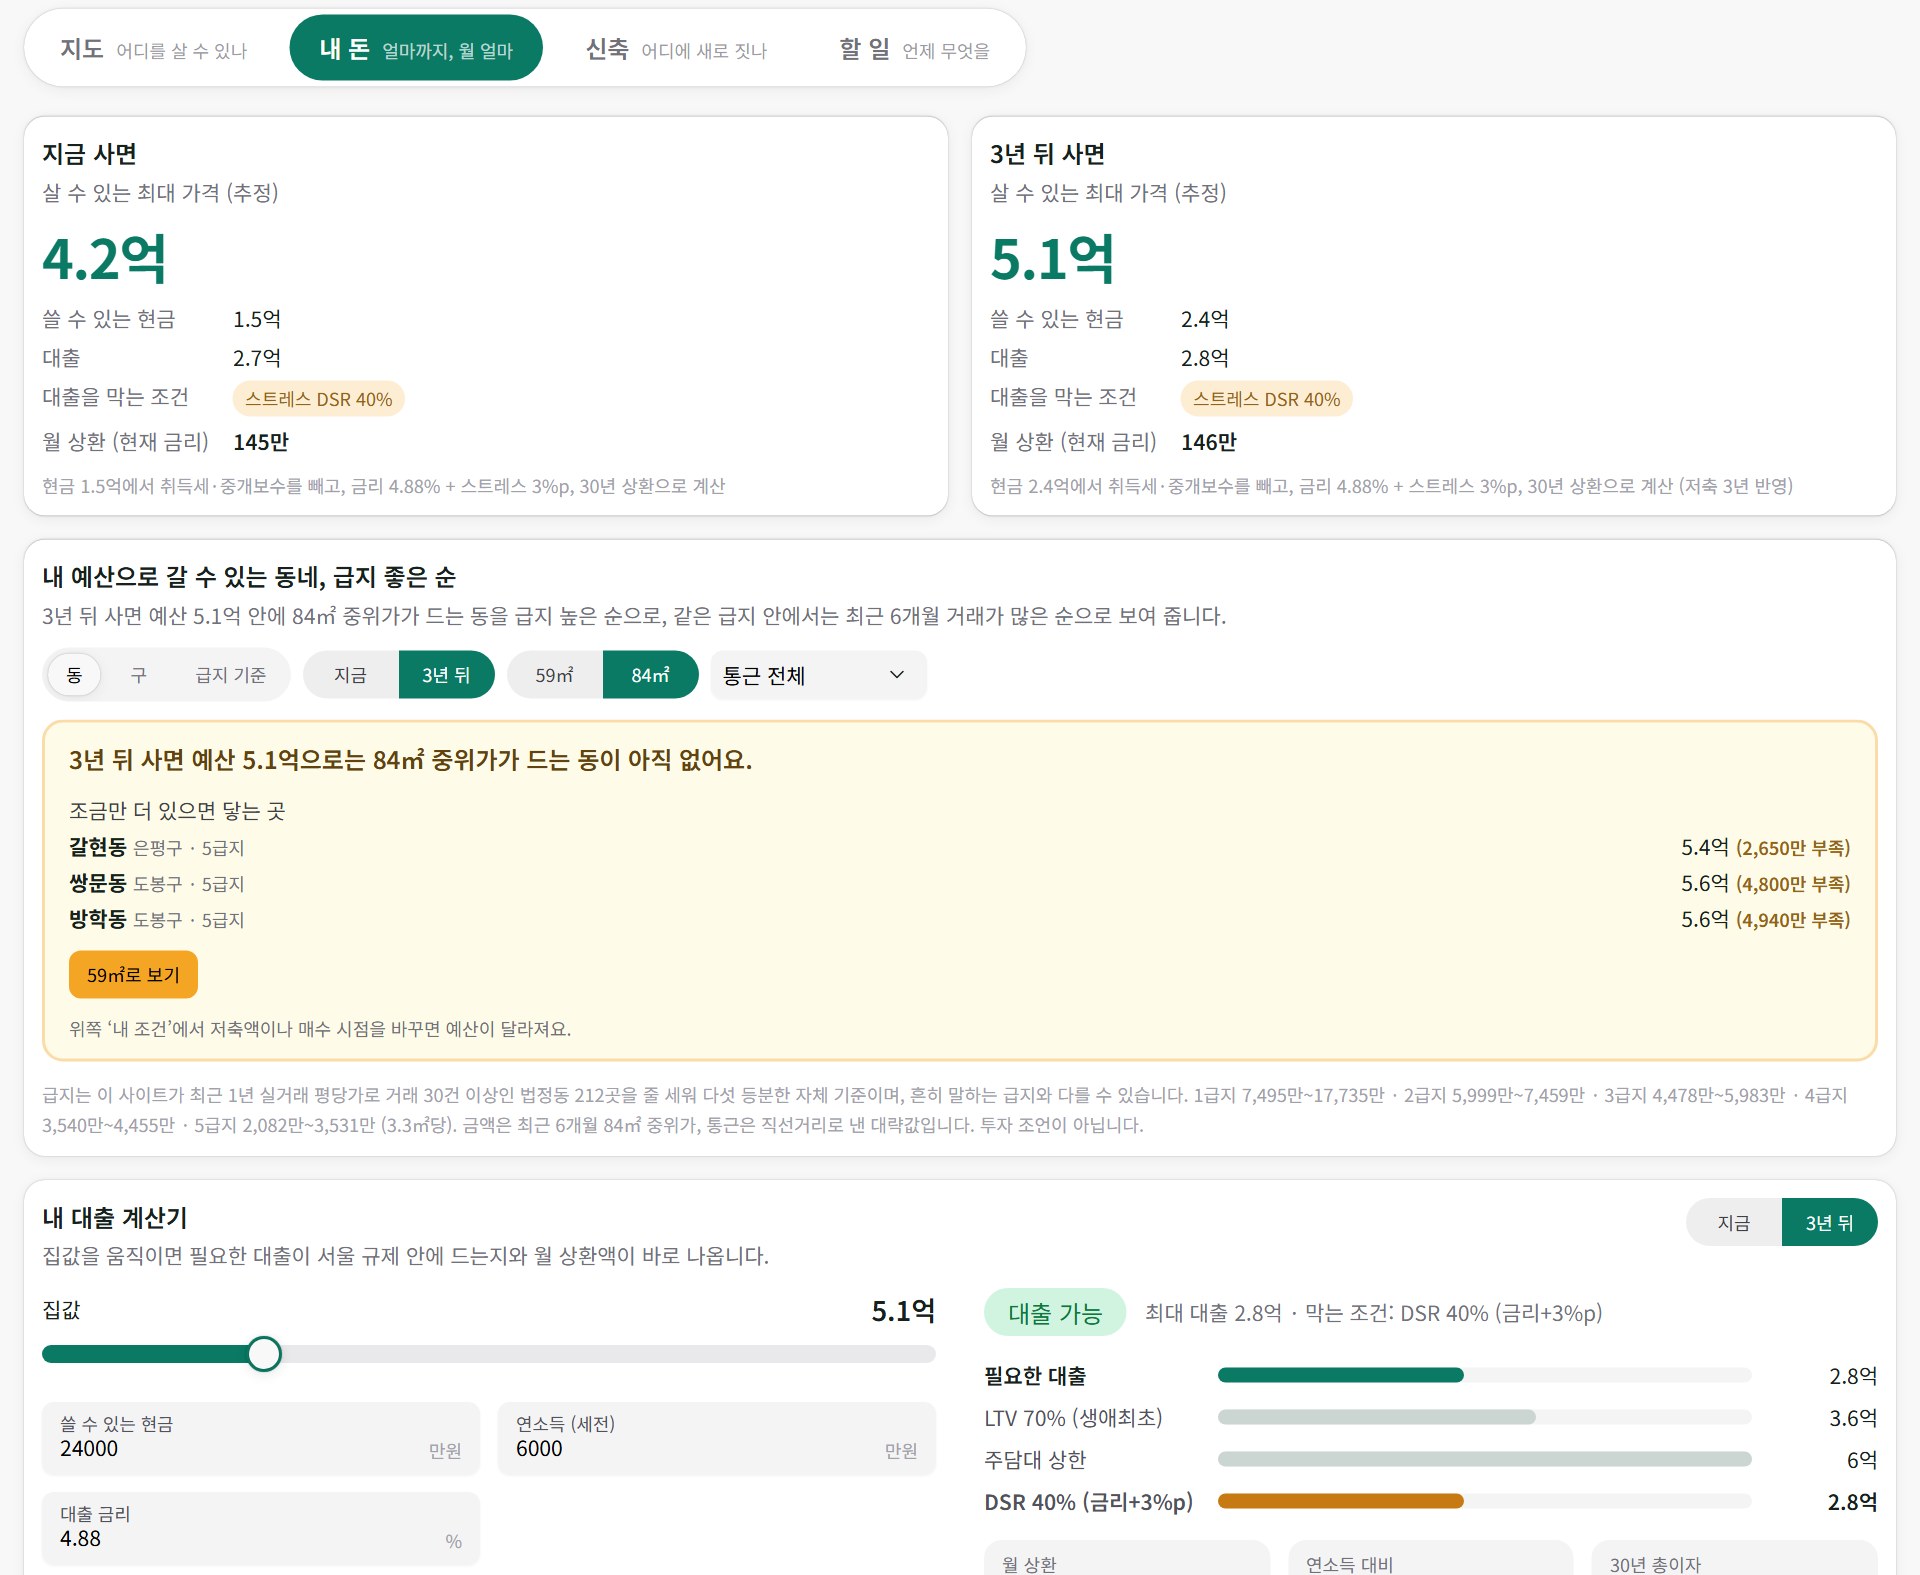 지도 어디를 살 수 있나 내 돈 얼마까지, 월 얼마 신축 어디에 새로 짓나 할 일 언제 무엇을
지금 사면
살 수 있는 최대 가격 (추정)
4.2억
쓸 수 있는 현금 1.5억
대출 2.7억
대출을 막는 조건 스트레스 DSR 40%
월 상환 (현재 금리) 145만
현금 1.5억에서 취득세·중개보수를 빼고, 금리 4.88% + 스트레스 3%p, 30년 상환으로 계산
3년 뒤 사면
살 수 있는 최대 가격 (추정)
5.1억
쓸 수 있는 현금 2.4억
대출 2.8억
대출을 막는 조건 스트레스 DSR 40%
월 상환 (현재 금리) 146만
현금 2.4억에서 취득세·중개보수를 빼고, 금리 4.88% + 스트레스 3%p, 30년 상환으로 계산 (저축 3년 반영)
내 예산으로 갈 수 있는 동네, 급지 좋은 순
3년 뒤 사면 예산 5.1억 안에 84㎡ 중위가가 드는 동을 급지 높은 순으로, 같은 급지 안에서는 최근 6개월 거래가 많은 순으로 보여 줍니다.
동 구 급지 기준 지금 3년 뒤 59㎡ 84㎡ 통근 전체
3년 뒤 사면 예산 5.1억으로는 84㎡ 중위가가 드는 동이 아직 없어요.
조금만 더 있으면 닿는 곳
갈현동 은평구 · 5급지 5.4억 (2,650만 부족)
쌍문동 도봉구 · 5급지 5.6억 (4,800만 부족)
방학동 도봉구 · 5급지 5.6억 (4,940만 부족)
59㎡로 보기
위쪽 ‘내 조건’에서 저축액이나 매수 시점을 바꾸면 예산이 달라져요.
급지는 이 사이트가 최근 1년 실거래 평당가로 거래 30건 이상인 법정동 212곳을 줄 세워 다섯 등분한 자체 기준이며, 흔히 말하는 급지와 다를 수 있습니다. 1급지 7,495만~17,735만 · 2급지 5,999만~7,459만 · 3급지 4,478만~5,983만 · 4급지
3,540만~4,455만 · 5급지 2,082만~3,531만 (3.3㎡당). 금액은 최근 6개월 84㎡ 중위가, 통근은 직선거리로 낸 대략값입니다. 투자 조언이 아닙니다.
내 대출 계산기
지금 3년 뒤
집값을 움직이면 필요한 대출이 서울 규제 안에 드는지와 월 상환액이 바로 나옵니다.
집값 5.1억
쓸 수 있는 현금
24000 만원
연소득 (세전)
6000 만원
대출 금리
4.88 %
대출 가능 최대 대출 2.8억 · 막는 조건: DSR 40% (금리+3%p)
필요한 대출 2.8억
LTV 70% (생애최초) 3.6억
주담대 상한 6억
DSR 40% (금리+3%p) 2.8억
월 상환 연소득 대비 30년 총이자